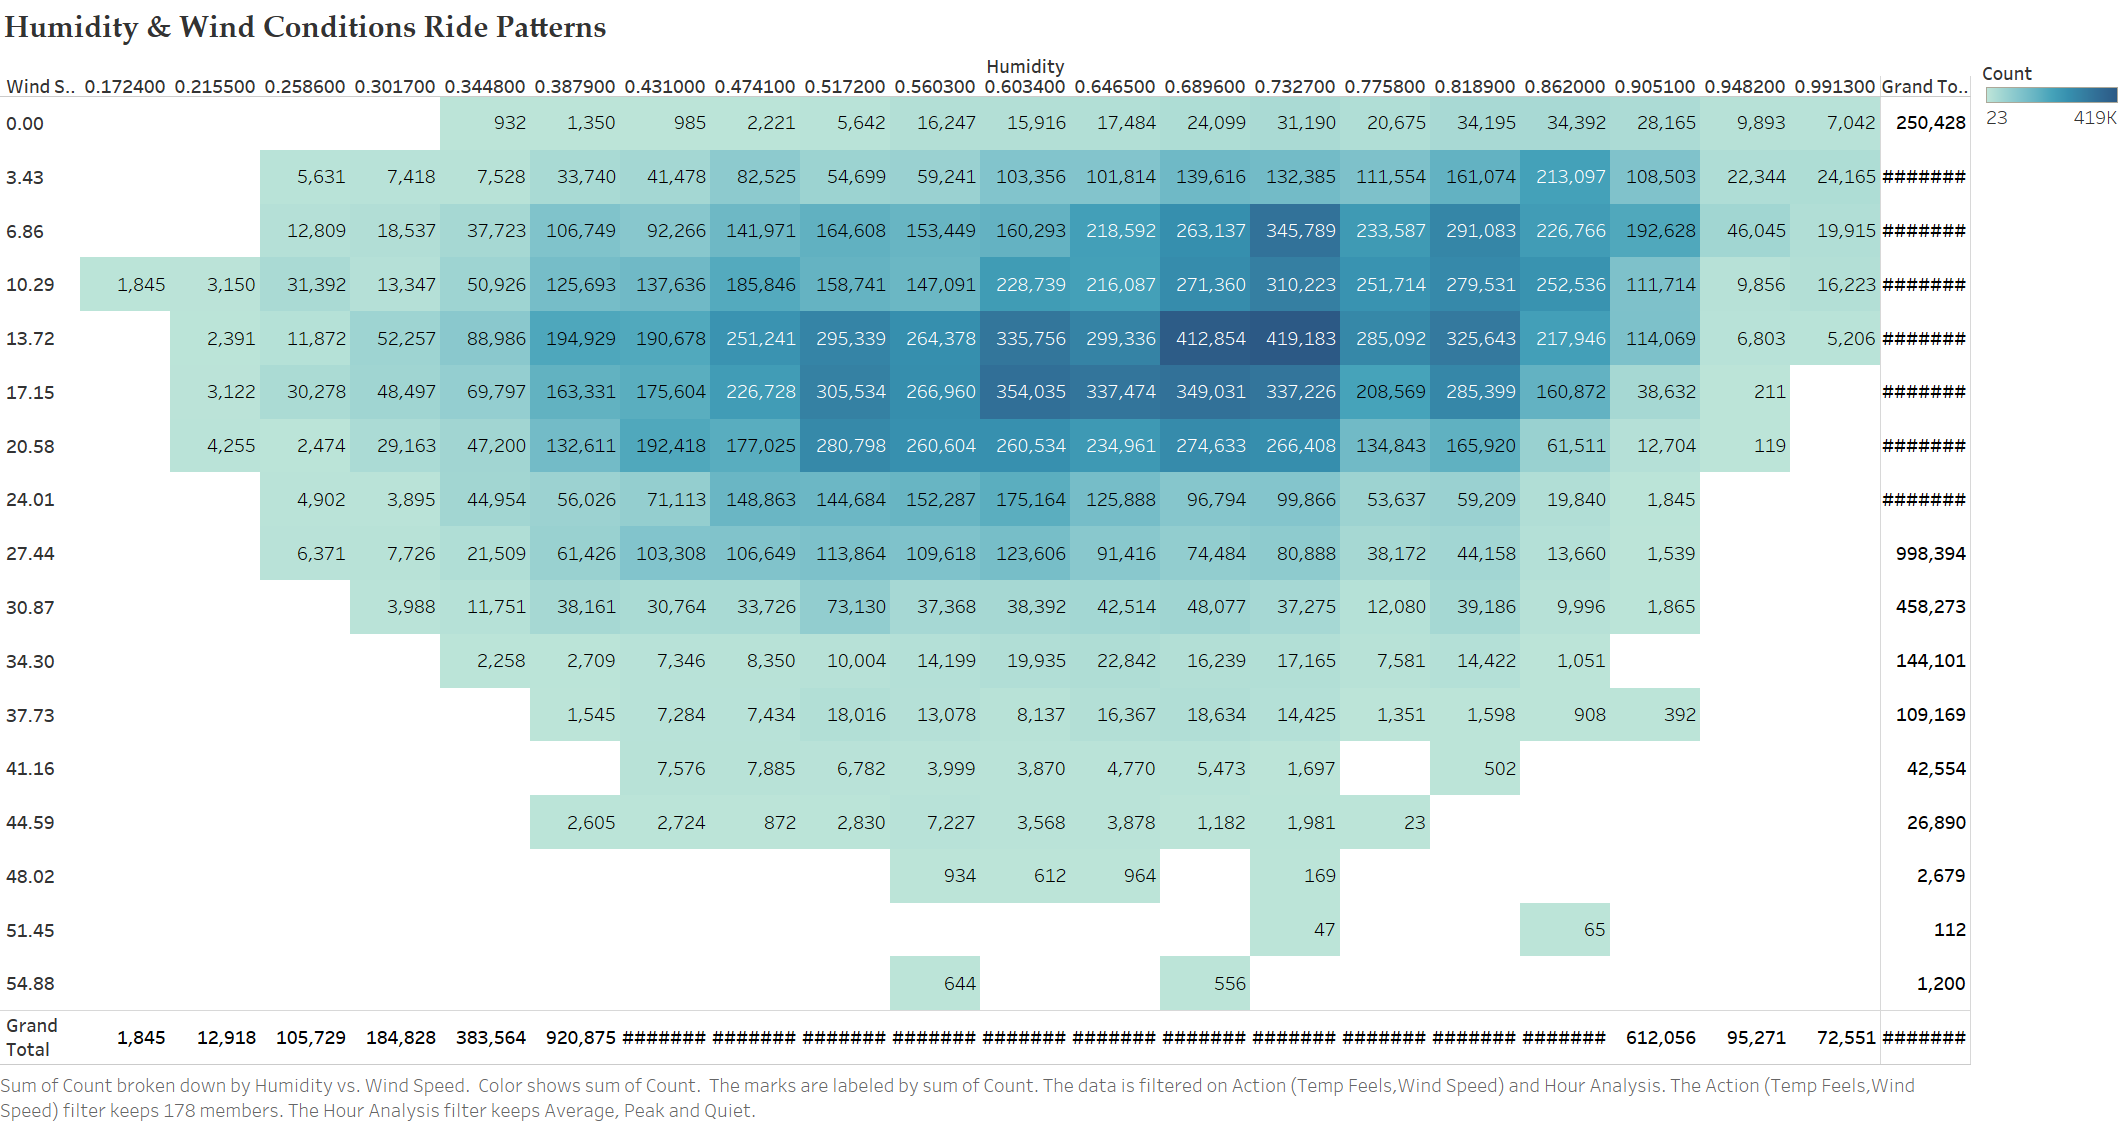 Humidity & Wind Conditions Ride Patterns
Humidity
Wind S.. 0.172400 0.215500 0.258600 0.301700 0.344800 0.387900 0.431000 0.474100 0.517200 0.560300 0.603400 0.646500 0.689600 0.732700 0.775800 0.818900 0.862000 0.905100 0.948200 0.991300 Grand To..
0.00 932 1,350 985 2,221 5,642 16,247 15,916 17,484 24,099 31,190 20,675 34,195 34,392 28,165 9,893 7,042 250,428
3.43 5,631 7,418 7,528 33,740 41,478 82,525 54,699 59,241 103,356 101,814 139,616 132,385 111,554 161,074 213,097 108,503 22,344 24,165 #######
6.86 12,809 18,537 37,723 106,749 92,266 141,971 164,608 153,449 160,293 218,592 263,137 345,789 233,587 291,083 226,766 192,628 46,045 19,915 #######
10.29 1,845 3,150 31,392 13,347 50,926 125,693 137,636 185,846 158,741 147,091 228,739 216,087 271,360 310,223 251,714 279,531 252,536 111,714 9,856 16,223 #######
13.72 2,391 11,872 52,257 88,986 194,929 190,678 251,241 295,339 264,378 335,756 299,336 412,854 419,183 285,092 325,643 217,946 114,069 6,803 5,206 #######
17.15 3,122 30,278 48,497 69,797 163,331 175,604 226,728 305,534 266,960 354,035 337,474 349,031 337,226 208,569 285,399 160,872 38,632 211 #######
20.58 4,255 2,474 29,163 47,200 132,611 192,418 177,025 280,798 260,604 260,534 234,961 274,633 266,408 134,843 165,920 61,511 12,704 119 #######
24.01 4,902 3,895 44,954 56,026 71,113 148,863 144,684 152,287 175,164 125,888 96,794 99,866 53,637 59,209 19,840 1,845 #######
27.44 6,371 7,726 21,509 61,426 103,308 106,649 113,864 109,618 123,606 91,416 74,484 80,888 38,172 44,158 13,660 1,539 998,394
30.87 3,988 11,751 38,161 30,764 33,726 73,130 37,368 38,392 42,514 48,077 37,275 12,080 39,186 9,996 1,865 458,273
34.30 2,258 2,709 7,346 8,350 10,004 14,199 19,935 22,842 16,239 17,165 7,581 14,422 1,051 144,101
37.73 1,545 7,284 7,434 18,016 13,078 8,137 16,367 18,634 14,425 1,351 1,598 908 392 109,169
41.16 7,576 7,885 6,782 3,999 3,870 4,770 5,473 1,697 502 42,554
44.59 2,605 2,724 872 2,830 7,227 3,568 3,878 1,182 1,981 23 26,890
48.02 934 612 964 169 2,679
51.45 47 65 112
54.88 644 556 1,200
Grand
Total 1,845 12,918 105,729 184,828 383,564 920,875 ####### ####### ####### ####### ####### ####### ####### ####### ####### ####### ####### 612,056 95,271 72,551 #######
Sum of Count broken down by Humidity vs. Wind Speed. Color shows sum of Count. The marks are labeled by sum of Count. The data is filtered on Action (Temp Feels,Wind Speed) and Hour Analysis. The Action (Temp Feels,Wind
Speed) filter keeps 178 members. The Hour Analysis filter keeps Average, Peak and Quiet.
Count
23 419K